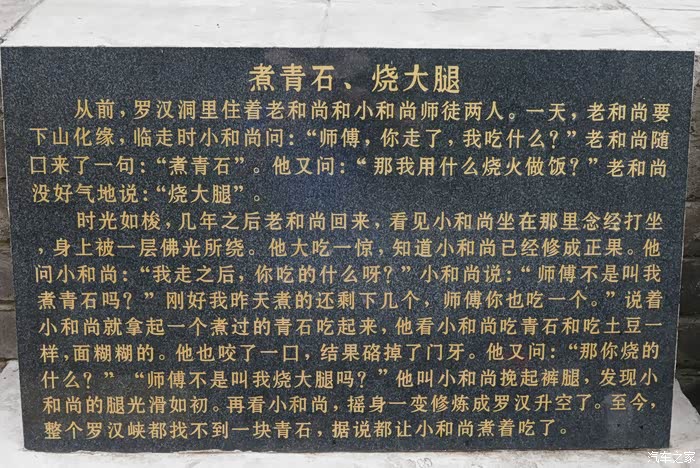 煮青石、烧大腿
从前，罗汉洞里住着老和尚和小和尚师徒两人。一天，老和尚要
下山化缘，临走时小和尚问：“师傅，你走了，我吃什么？”老和尚随
口来了一句：“煮青石”。他又问：“那我用什么烧火做饭？”老和尚
没好气地说：“烧大腿”。
时光如梭，几年之后老和尚回来，看见小和尚坐在那里念经打坐
，身上被一层佛光所绕。他大吃一惊，知道小和尚已经修成正果。他
问小和尚：“我走之后，你吃的什么呀？”小和尚说：“师傅不是叫我
煮青石吗？”刚好我昨天煮的还剩下几个，师傅你也吃一个。”说着
小和尚就拿起一个煮过的青石吃起来，他看小和尚吃青石和吃土豆一
样，面糊糊的。他也咬了一口，结果硌掉了门牙。他又问：“那你烧的
什么？”“师傅不是叫我烧大腿吗？”他叫小和尚挽起裤腿，发现小
和尚的腿光滑如初。再看小和尚，摇身一变修炼成罗汉升空了。至今，
整个罗汉峡都找不到一块青石，据说都让小和尚煮着吃了。
汽车之家